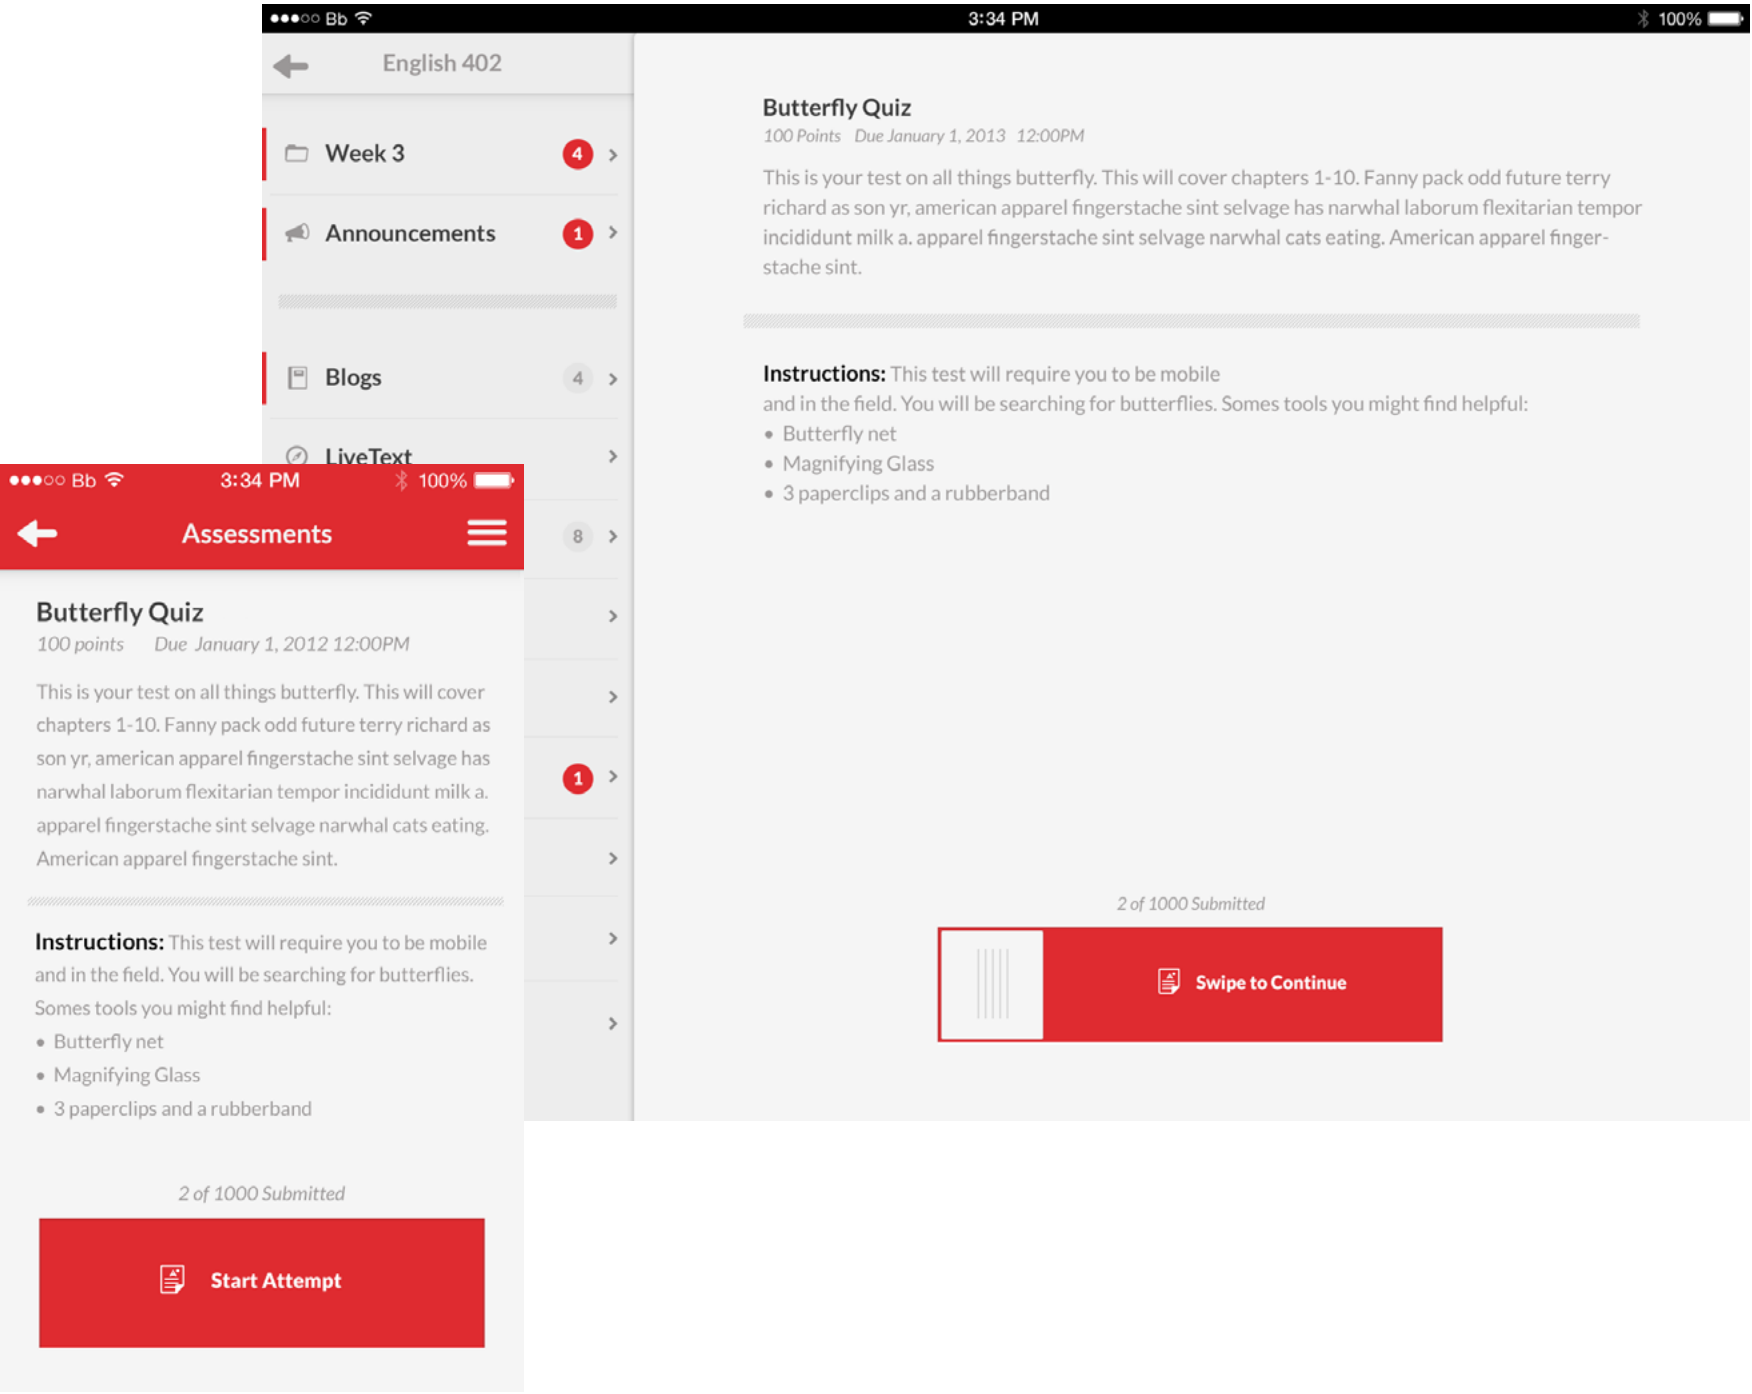 Bb 3:34 PM 100%
English 402
Week 3 4
Announcements 1
Blogs 4
LiveText
8
1
Butterfly Quiz
100 Points Due January 1, 2013 12:00PM
This is your test on all things butterfly. This will cover chapters 1-10. Fanny pack odd future terry
richard as son yr, american apparel fingerstache sint selvage has narwhal laborum flexitarian tempor
incididunt milk a. apparel fingerstache sint selvage narwhal cats eating. American apparel finger-
stache sint.
Instructions: This test will require you to be mobile
and in the field. You will be searching for butterflies. Somes tools you might find helpful:
• Butterfly net
• Magnifying Glass
• 3 paperclips and a rubberband
2 of 1000 Submitted
Swipe to Continue
Bb 3:34 PM 100%
Assessments
Butterfly Quiz
100 points Due January 1, 2012 12:00PM
This is your test on all things butterfly. This will cover
chapters 1-10. Fanny pack odd future terry richard as
son yr, american apparel fingerstache sint selvage has
narwhal laborum flexitarian tempor incididunt milk a.
apparel fingerstache sint selvage narwhal cats eating.
American apparel fingerstache sint.
Instructions: This test will require you to be mobile
and in the field. You will be searching for butterflies.
Somes tools you might find helpful:
• Butterfly net
• Magnifying Glass
• 3 paperclips and a rubberband
2 of 1000 Submitted
Start Attempt